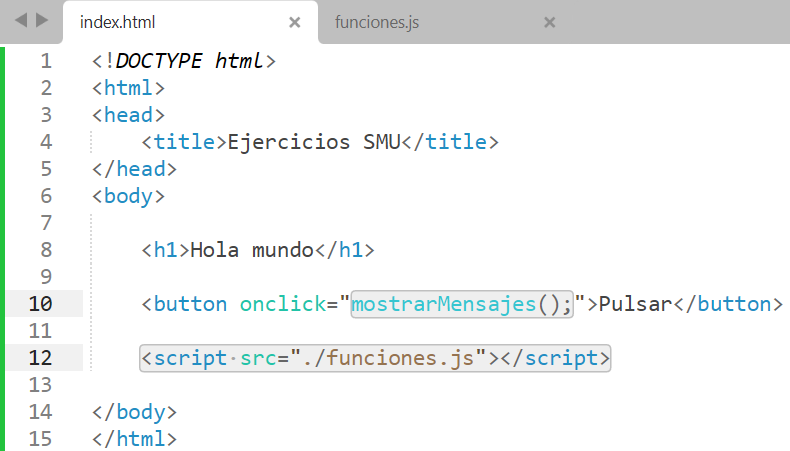 index.html × funciones.js ×
1 <!DOCTYPE html>
2 <html>
3 <head>
4 <title>Ejercicios SMU</title>
5 </head>
6 <body>
7
8 <h1>Hola mundo</h1>
9
10 <button onclick="mostrarMensajes();">Pulsar</button>
11
12 <script src="./funciones.js"></script>
13
14 </body>
15 </html>